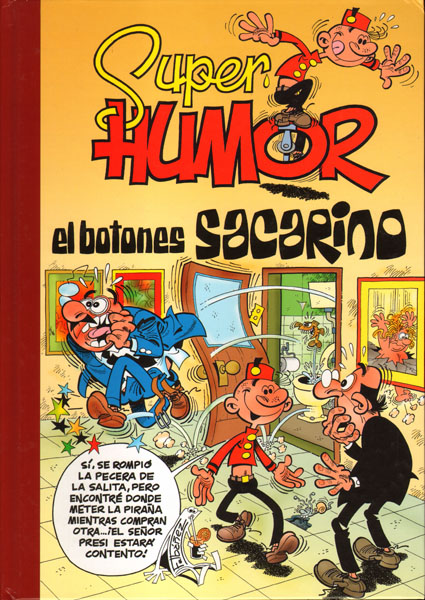 Super
HUMOR
el botones Sacarino
SÍ, SE ROMPIÓ
LA PECERA DE
LA SALITA, PERO
ENCONTRÉ DONDE
METER LA PIRAÑA
MIENTRAS COMPRAN
OTRA...¡EL SEÑOR
PRESI ESTARÁ
CONTENTO!
F. Ibáñez